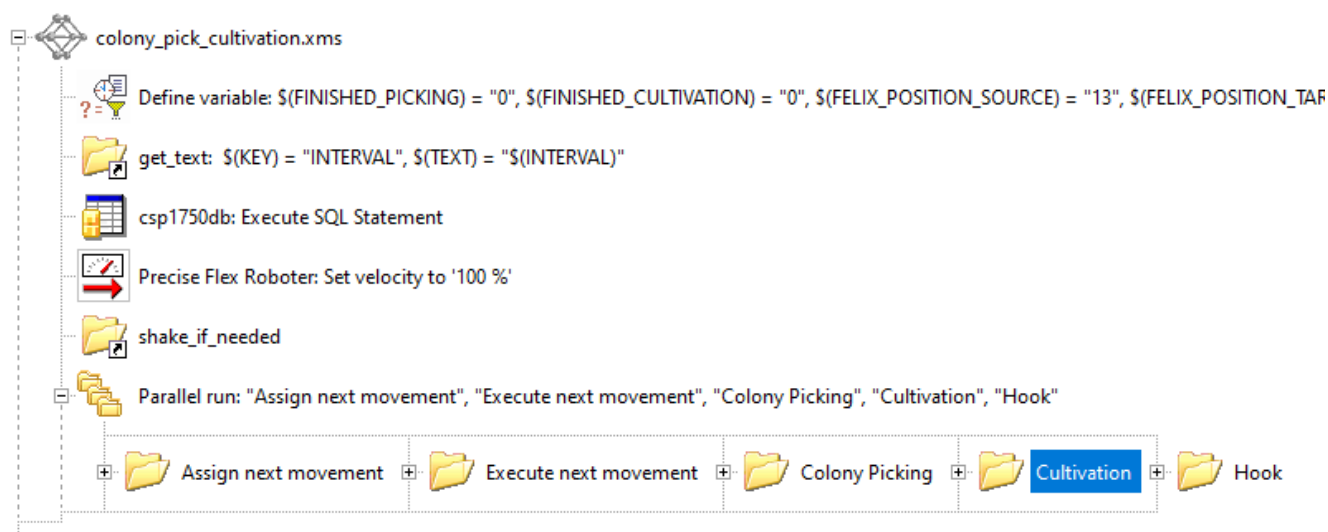 colony_pick_cultivation.xms
Define variable: $(FINISHED_PICKING) = "0", $(FINISHED_CULTIVATION) = "0", $(FELIX_POSITION_SOURCE) = "13", $(FELIX_POSITION_TAR
get_text: $(KEY) = "INTERVAL", $(TEXT) = "$(INTERVAL)"
csp1750db: Execute SQL Statement
Precise Flex Roboter: Set velocity to '100 %'
shake_if_needed
Parallel run: "Assign next movement", "Execute next movement", "Colony Picking", "Cultivation", "Hook"
Assign next movement Execute next movement Colony Picking Cultivation Hook